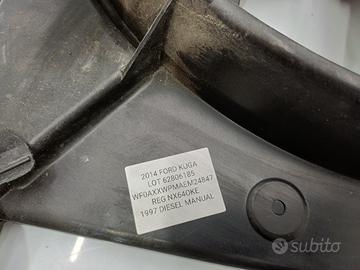 2014 FORD KUGA
LOT 62806185
WF0AXXWPMAEM24847
REG NX64OKE
1997 DIESEL MANUAL
subito